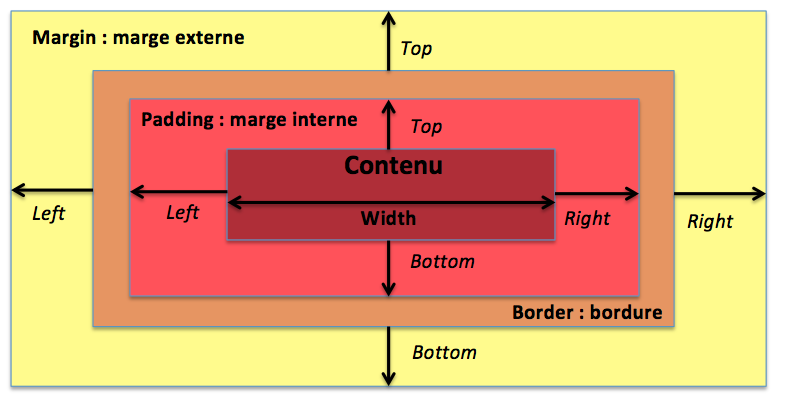 Margin : marge externe
Top
Padding : marge interne
Top
Contenu
Left
Left
Width
Right
Right
Bottom
Border : bordure
Bottom